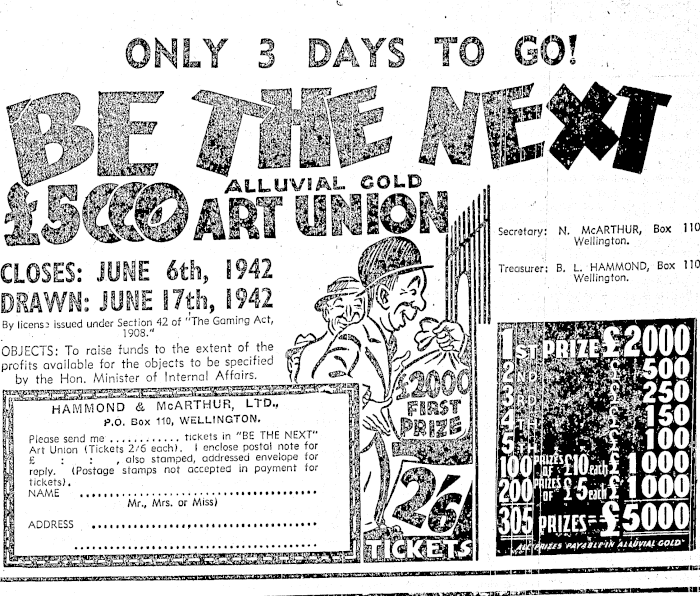 ONLY 3 DAYS TO GO!
BE THE NEXT
£5000
ALLUVIAL GOLD
ART UNION
CLOSES: JUNE 6th, 1942
DRAWN: JUNE 17th, 1942
By license issued under Section 42 of "The Gaming Act,
1908."
OBJECTS: To raise funds to the extent of the
profits available for the objects to be specified
by the Hon. Minister of Internal Affairs.
HAMMOND & McARTHUR, LTD.,
P.O. Box 110, WELLINGTON.
Please send me ............ tickets in "BE THE NEXT"
Art Union (Tickets 2/6 each). I enclose postal note for
£ : : , also stamped, addressed envelope for
reply. (Postage stamps not accepted in payment for
tickets).
NAME ........................................
Mr., Mrs. or Miss)
ADDRESS ........................................
........................................
£2000
FIRST
PRIZE
2/6
TICKETS
Secretary: N. McARTHUR, Box 110
Wellington.
Treasurer: B. L. HAMMOND, Box 110
Wellington.
1ST PRIZE £2000
2ND 500
3RD 250
4TH 150
5TH 100
100 PRIZES OF £10 each £1000
200 PRIZES OF £5 each £1000
305 PRIZES = £5000
"ALL PRIZES PAYABLE IN ALLUVIAL GOLD"